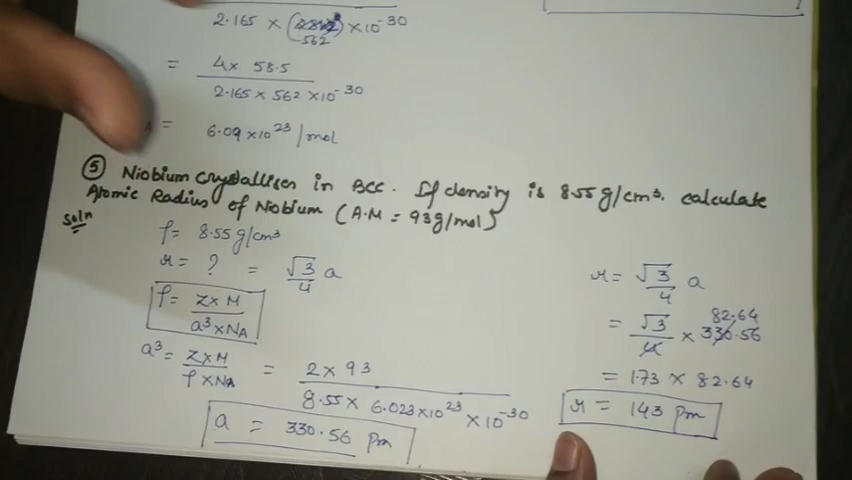 2.165 × ( )³ × 10⁻³⁰
562
= 4 × 58.5
2.165 × 562 × 10⁻³⁰
= 6.09 × 10²³ / mol
⑤ Niobium crystallises in BCC. If density is 8.55 g/cm³. calculate
Atomic Radius of Niobium (A.M = 93 g/mol)
Soln
ρ = 8.55 g/cm³
r = ? = √3/4 a
ρ = Z × M / a³ × NA
a³ = Z × M / ρ × NA = 2 × 93 / 8.55 × 6.023 × 10²³ × 10⁻³⁰
a = 330.56 pm
r = √3/4 a
82.64
= √3/4 × 330.56
= 1.73 × 82.64
r = 143 pm